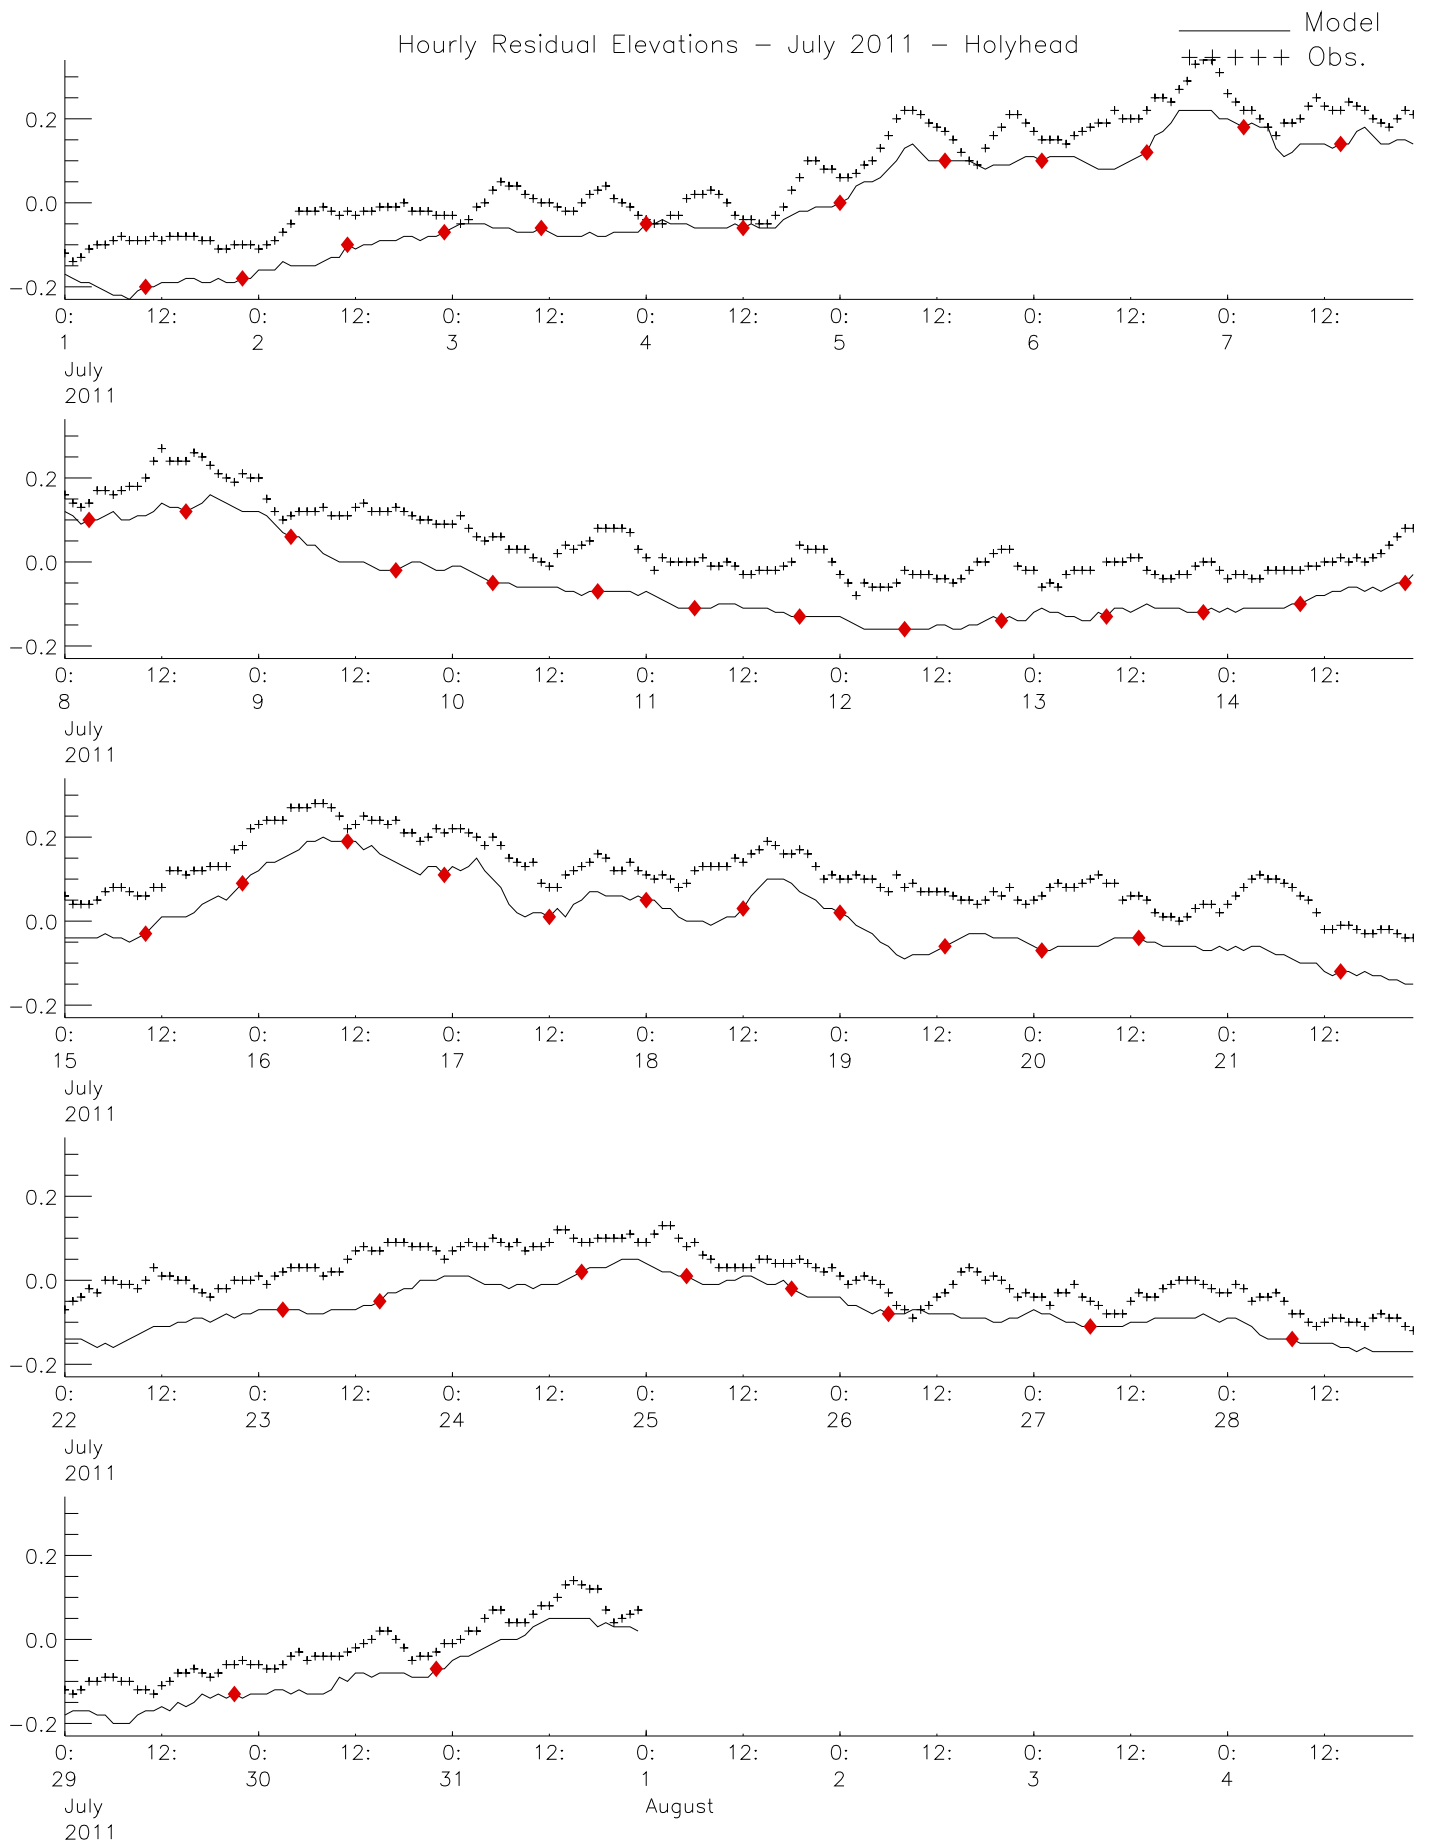 Hourly Residual Elevations – July 2011 – Holyhead
Model
+++++ Obs.
0.2
0.0
−0.2
0: 12: 0: 12: 0: 12: 0: 12: 0: 12: 0: 12: 0: 12:
1 2 3 4 5 6 7
July
2011
0.2
0.0
−0.2
0: 12: 0: 12: 0: 12: 0: 12: 0: 12: 0: 12: 0: 12:
8 9 10 11 12 13 14
July
2011
0.2
0.0
−0.2
0: 12: 0: 12: 0: 12: 0: 12: 0: 12: 0: 12: 0: 12:
15 16 17 18 19 20 21
July
2011
0.2
0.0
−0.2
0: 12: 0: 12: 0: 12: 0: 12: 0: 12: 0: 12: 0: 12:
22 23 24 25 26 27 28
July
2011
0.2
0.0
−0.2
0: 12: 0: 12: 0: 12: 0: 12: 0: 12: 0: 12: 0: 12:
29 30 31 1 2 3 4
July August
2011